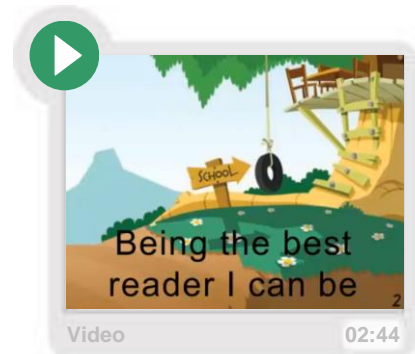 SCHOOL
Being the best
reader I can be
2
Video
02:44